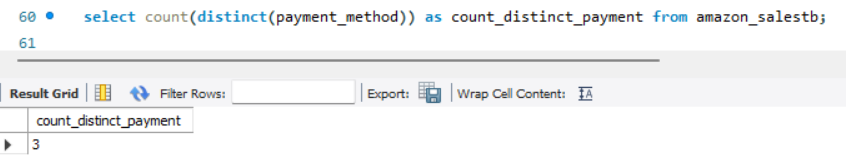 60 select count(distinct(payment_method)) as count_distinct_payment from amazon_salestb;
61
Result Grid Filter Rows: Export: Wrap Cell Content: IA
count_distinct_payment
3